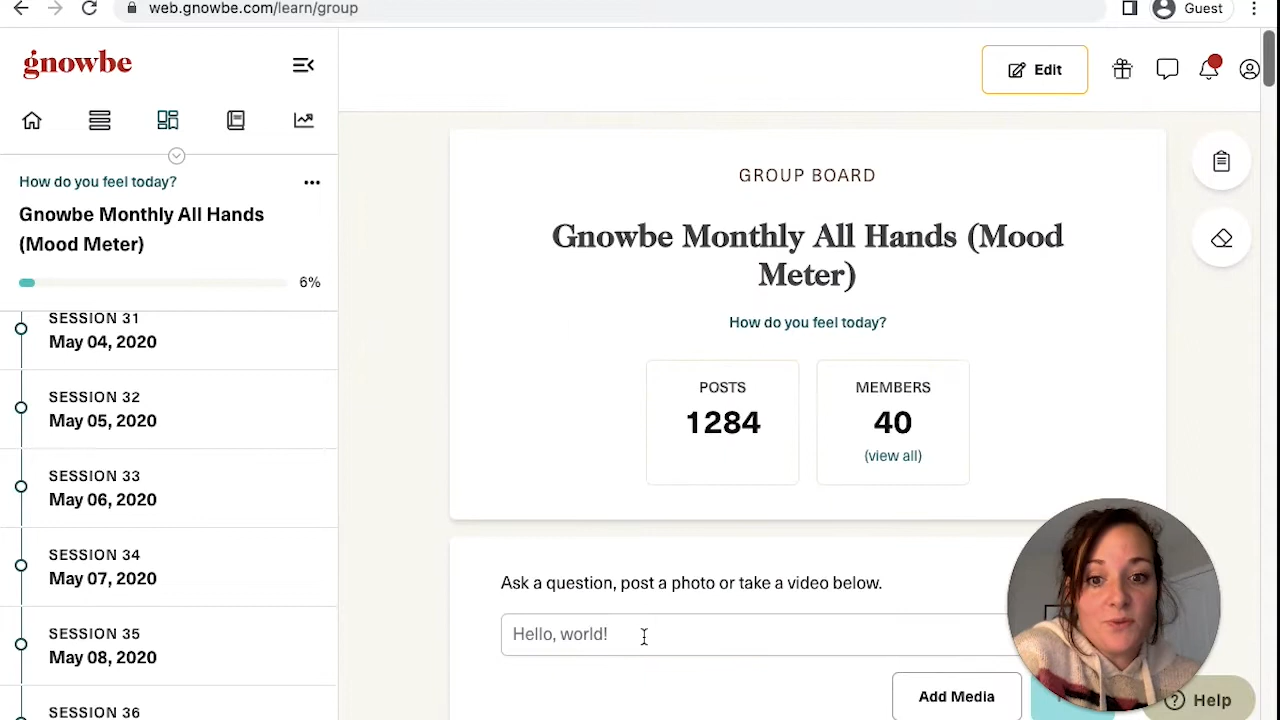 web.gnowbe.com/learn/group
Guest
gnowbe
Edit
How do you feel today?
Gnowbe Monthly All Hands
(Mood Meter)
6%
SESSION 31
May 04, 2020
SESSION 32
May 05, 2020
SESSION 33
May 06, 2020
SESSION 34
May 07, 2020
SESSION 35
May 08, 2020
SESSION 36
GROUP BOARD
Gnowbe Monthly All Hands (Mood
Meter)
How do you feel today?
POSTS
1284
MEMBERS
40
(view all)
Ask a question, post a photo or take a video below.
Hello, world!
Add Media
Help